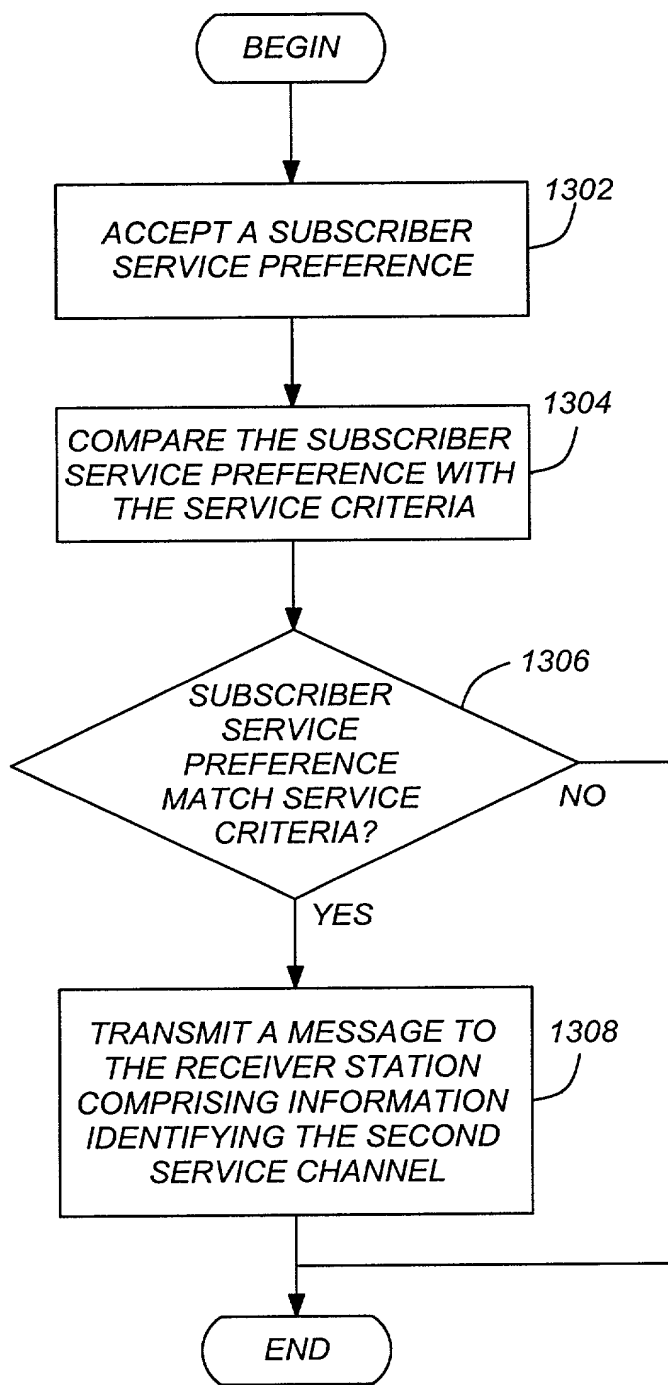 BEGIN
1302
ACCEPT A SUBSCRIBER
SERVICE PREFERENCE
1304
COMPARE THE SUBSCRIBER
SERVICE PREFERENCE WITH
THE SERVICE CRITERIA
1306
SUBSCRIBER
SERVICE
PREFERENCE
MATCH SERVICE
CRITERIA?
NO
YES
1308
TRANSMIT A MESSAGE TO
THE RECEIVER STATION
COMPRISING INFORMATION
IDENTIFYING THE SECOND
SERVICE CHANNEL
END